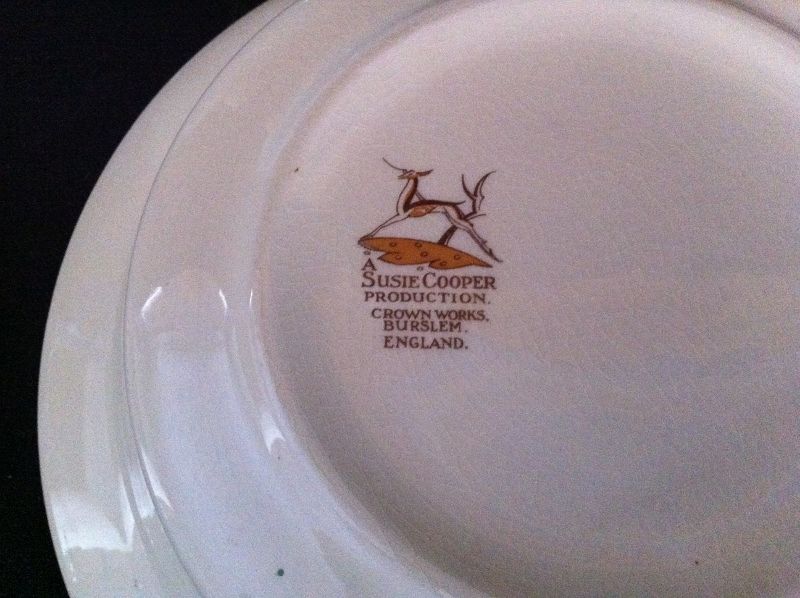 A
SUSIE COOPER
PRODUCTION.
CROWN WORKS.
BURSLEM.
ENGLAND.